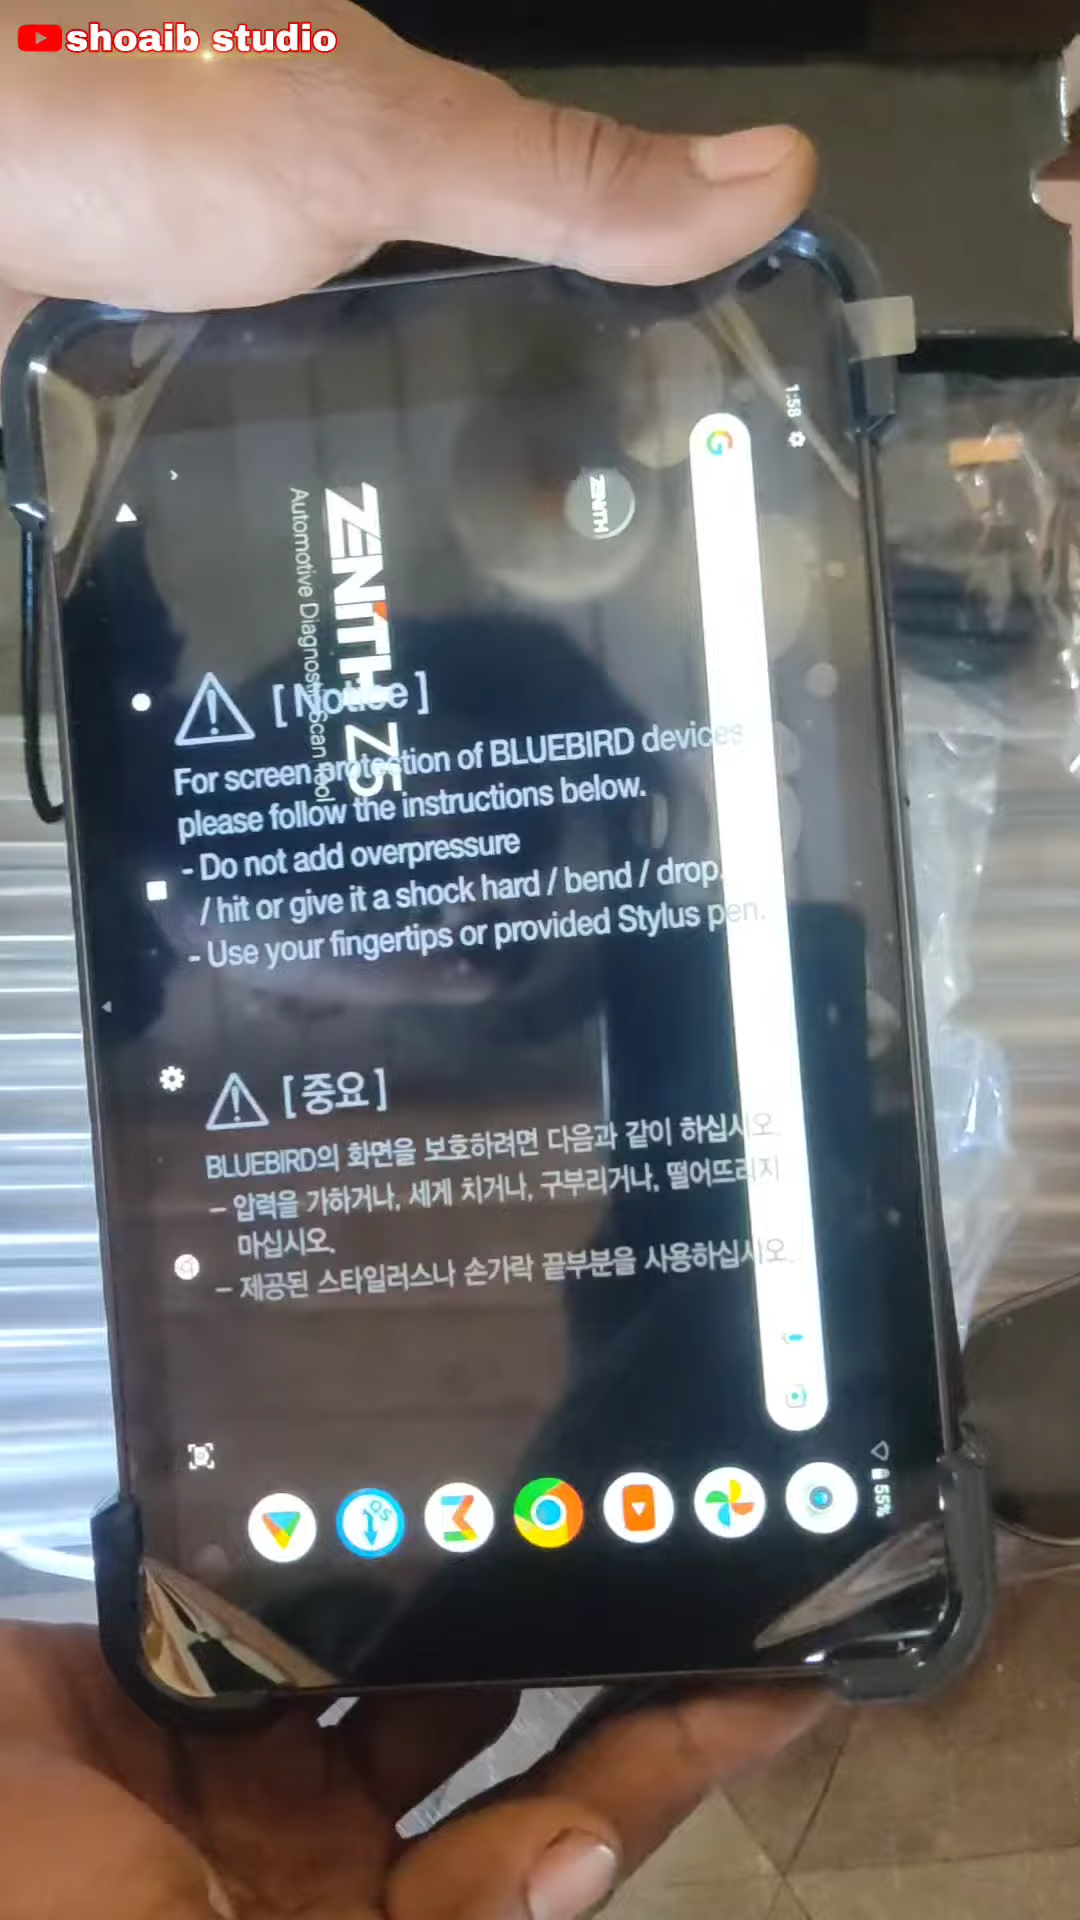 shoaib studio
1:58
ZENITH
ZENITH Z5
Automotive Diagnostic Scan Tool
[ Notice ]
For screen protection of BLUEBIRD devices
please follow the instructions below.
- Do not add overpressure
/ hit or give it a shock hard / bend / drop.
- Use your fingertips or provided Stylus pen.
[ 중요 ]
BLUEBIRD의 화면을 보호하려면 다음과 같이 하십시오.
- 압력을 가하거나, 세게 치거나, 구부리거나, 떨어뜨리지
마십시오.
- 제공된 스타일러스나 손가락 끝부분을 사용하십시오.
OS
55%